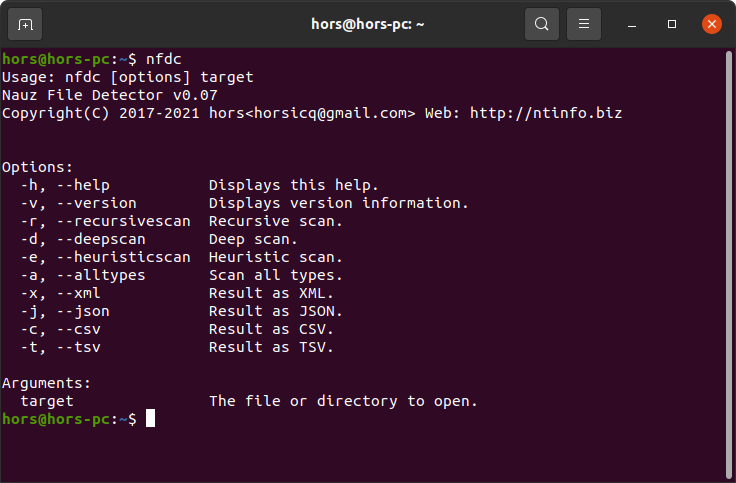 hors@hors-pc: ~
hors@hors-pc:~$ nfdc
Usage: nfdc [options] target
Nauz File Detector v0.07
Copyright(C) 2017-2021 hors<horsicq@gmail.com> Web: http://ntinfo.biz
Options:
-h, --help Displays this help.
-v, --version Displays version information.
-r, --recursivescan Recursive scan.
-d, --deepscan Deep scan.
-e, --heuristicscan Heuristic scan.
-a, --alltypes Scan all types.
-x, --xml Result as XML.
-j, --json Result as JSON.
-c, --csv Result as CSV.
-t, --tsv Result as TSV.
Arguments:
target The file or directory to open.
hors@hors-pc:~$